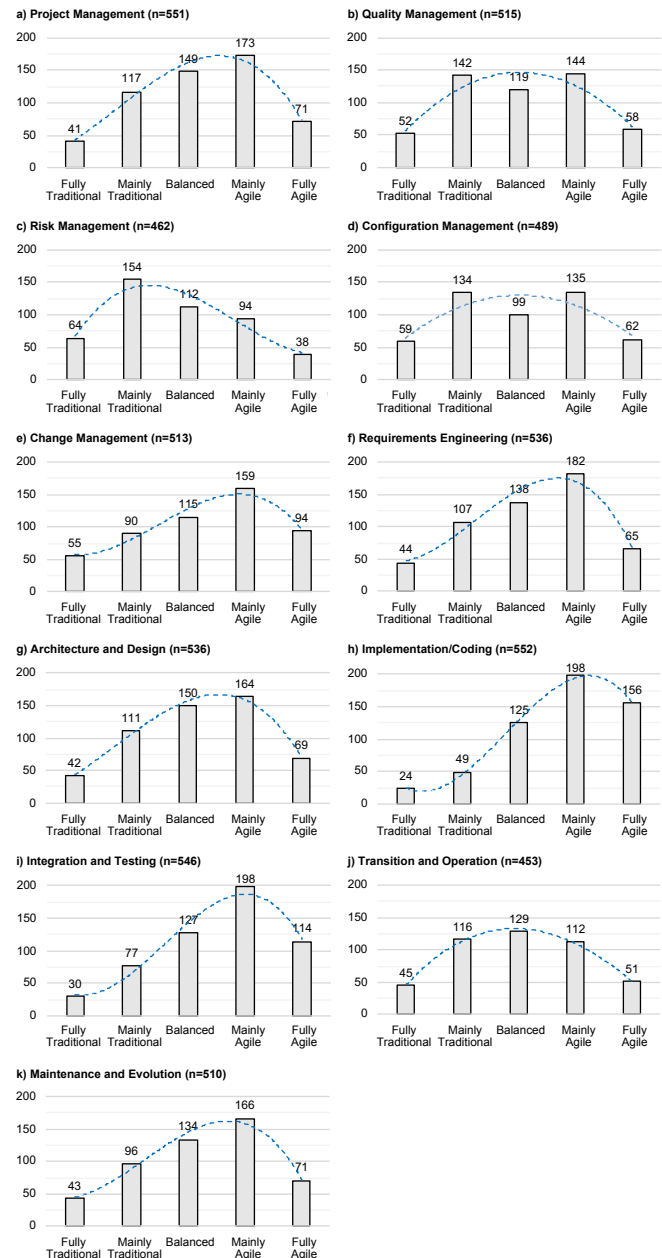 a) Project Management (n=551)
200
150
100
50
0
41
117
149
173
71
Fully Traditional
Mainly Traditional
Balanced
Mainly Agile
Fully Agile
b) Quality Management (n=515)
200
150
100
50
0
52
142
119
144
58
Fully Traditional
Mainly Traditional
Balanced
Mainly Agile
Fully Agile
c) Risk Management (n=462)
200
150
100
50
0
64
154
112
94
38
Fully Traditional
Mainly Traditional
Balanced
Mainly Agile
Fully Agile
d) Configuration Management (n=489)
200
150
100
50
0
59
134
99
135
62
Fully Traditional
Mainly Traditional
Balanced
Mainly Agile
Fully Agile
e) Change Management (n=513)
200
150
100
50
0
55
90
115
159
94
Fully Traditional
Mainly Traditional
Balanced
Mainly Agile
Fully Agile
f) Requirements Engineering (n=536)
200
150
100
50
0
44
107
138
182
65
Fully Traditional
Mainly Traditional
Balanced
Mainly Agile
Fully Agile
g) Architecture and Design (n=536)
200
150
100
50
0
42
111
150
164
69
Fully Traditional
Mainly Traditional
Balanced
Mainly Agile
Fully Agile
h) Implementation/Coding (n=552)
200
150
100
50
0
24
49
125
198
156
Fully Traditional
Mainly Traditional
Balanced
Mainly Agile
Fully Agile
i) Integration and Testing (n=546)
200
150
100
50
0
30
77
127
198
114
Fully Traditional
Mainly Traditional
Balanced
Mainly Agile
Fully Agile
j) Transition and Operation (n=453)
200
150
100
50
0
45
116
129
112
51
Fully Traditional
Mainly Traditional
Balanced
Mainly Agile
Fully Agile
k) Maintenance and Evolution (n=510)
200
150
100
50
0
43
96
134
166
71
Fully Traditional
Mainly Traditional
Balanced
Mainly Agile
Fully Agile